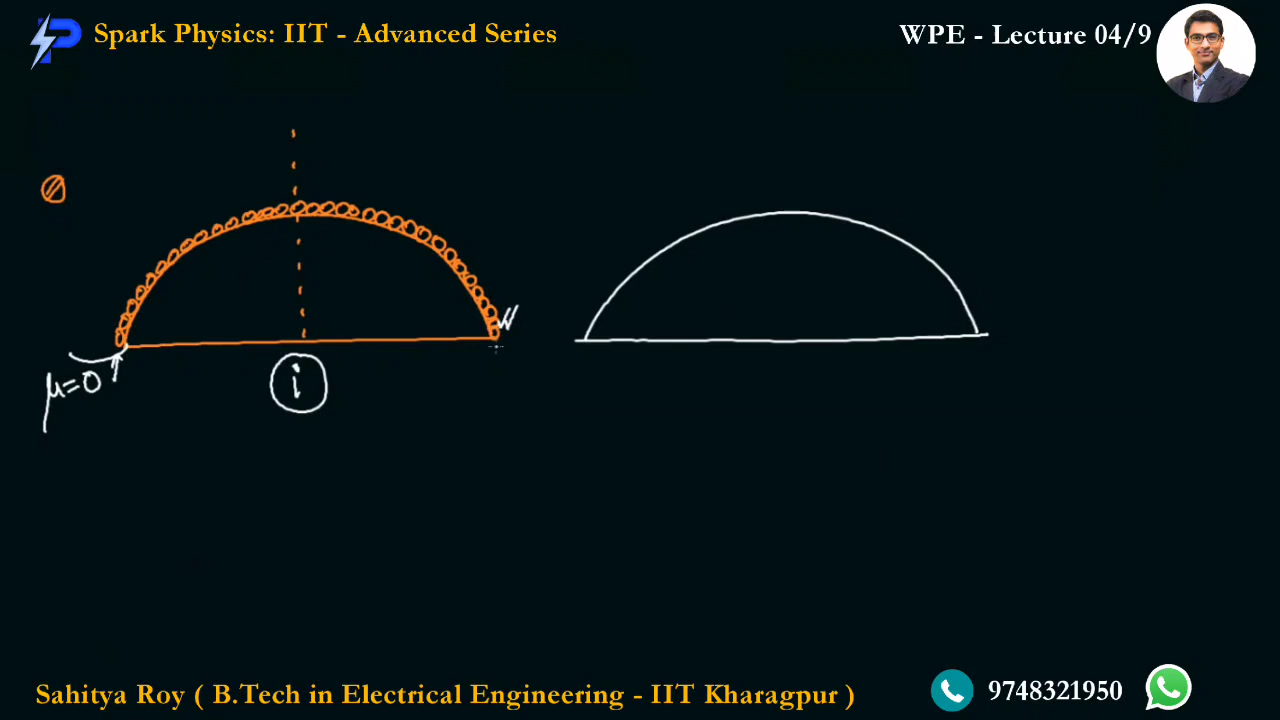 Spark Physics: IIT - Advanced Series
WPE - Lecture 04/9
μ=0
i
Sahitya Roy ( B.Tech in Electrical Engineering - IIT Kharagpur )
9748321950